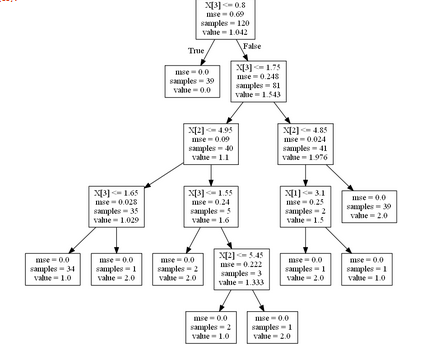 X[3] <= 0.8
mse = 0.69
samples = 120
value = 1.042
True
False
mse = 0.0
samples = 39
value = 0.0
X[3] <= 1.75
mse = 0.248
samples = 81
value = 1.543
X[2] <= 4.95
mse = 0.09
samples = 40
value = 1.1
X[2] <= 4.85
mse = 0.024
samples = 41
value = 1.976
X[3] <= 1.65
mse = 0.028
samples = 35
value = 1.029
X[3] <= 1.55
mse = 0.24
samples = 5
value = 1.6
X[1] <= 3.1
mse = 0.25
samples = 2
value = 1.5
mse = 0.0
samples = 39
value = 2.0
mse = 0.0
samples = 34
value = 1.0
mse = 0.0
samples = 1
value = 2.0
mse = 0.0
samples = 2
value = 2.0
X[2] <= 5.45
mse = 0.222
samples = 3
value = 1.333
mse = 0.0
samples = 1
value = 2.0
mse = 0.0
samples = 1
value = 1.0
mse = 0.0
samples = 2
value = 1.0
mse = 0.0
samples = 1
value = 2.0